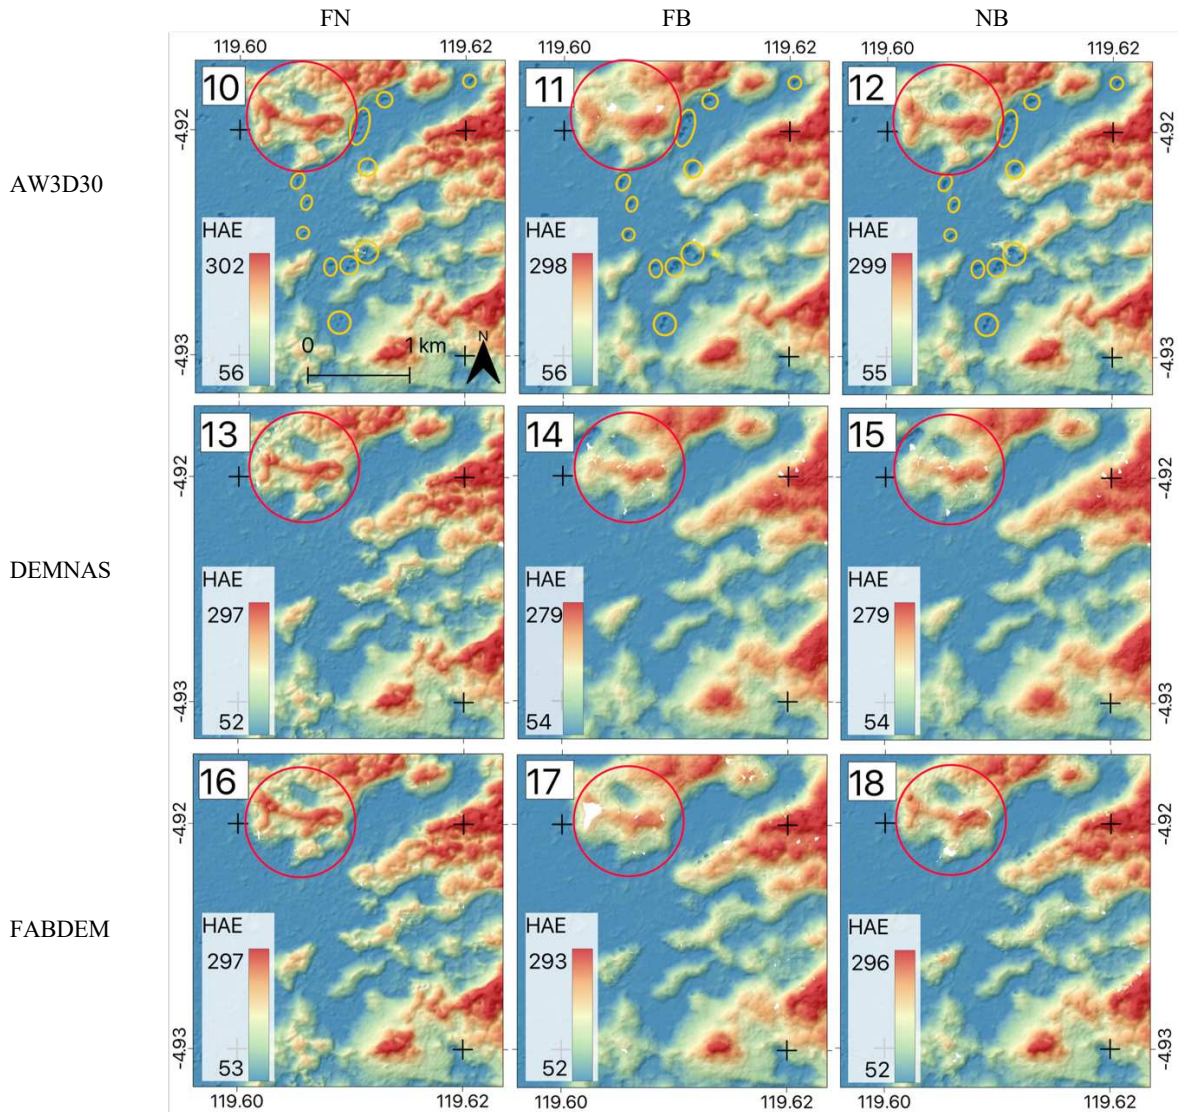 FN FB NB
119.60 119.62 119.60 119.62 119.60 119.62
AW3D30
10 11 12
-4.92 -4.92
HAE HAE HAE
302 298 299
0 1 km N
56 56 55
-4.93 -4.93
DEMNAS
13 14 15
-4.92 -4.92
HAE HAE HAE
297 279 279
52 54 54
-4.93 -4.93
FABDEM
16 17 18
-4.92 -4.92
HAE HAE HAE
297 293 296
53 52 52
-4.93 -4.93
119.60 119.62 119.60 119.62 119.60 119.62